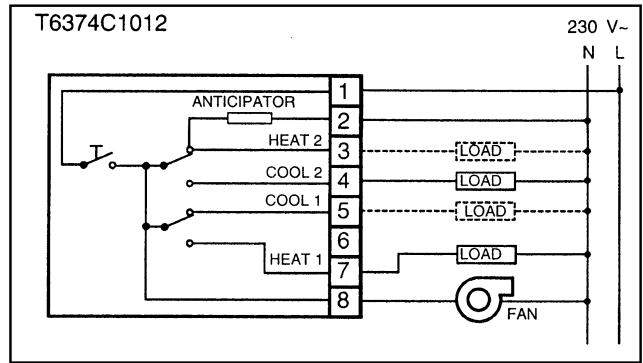 T6374C1012
230 V~
N L
1
ANTICIPATOR
2
HEAT 2
3
LOAD
COOL 2
4
LOAD
COOL 1
5
LOAD
6
HEAT 1
7
LOAD
8
FAN
T